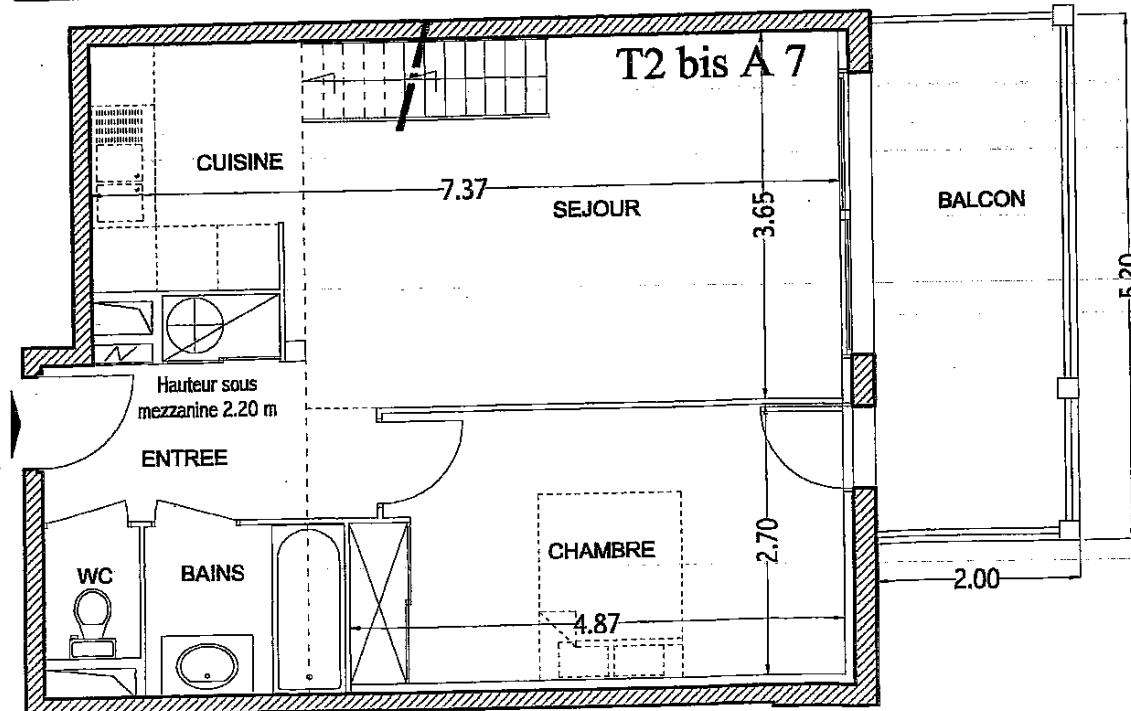 T2 bis A 7
CUISINE
7.37
SEJOUR
3.65
BALCON
5.20
Hauteur sous
mezzanine 2.20 m
ENTREE
WC
BAINS
CHAMBRE
2.70
4.87
2.00